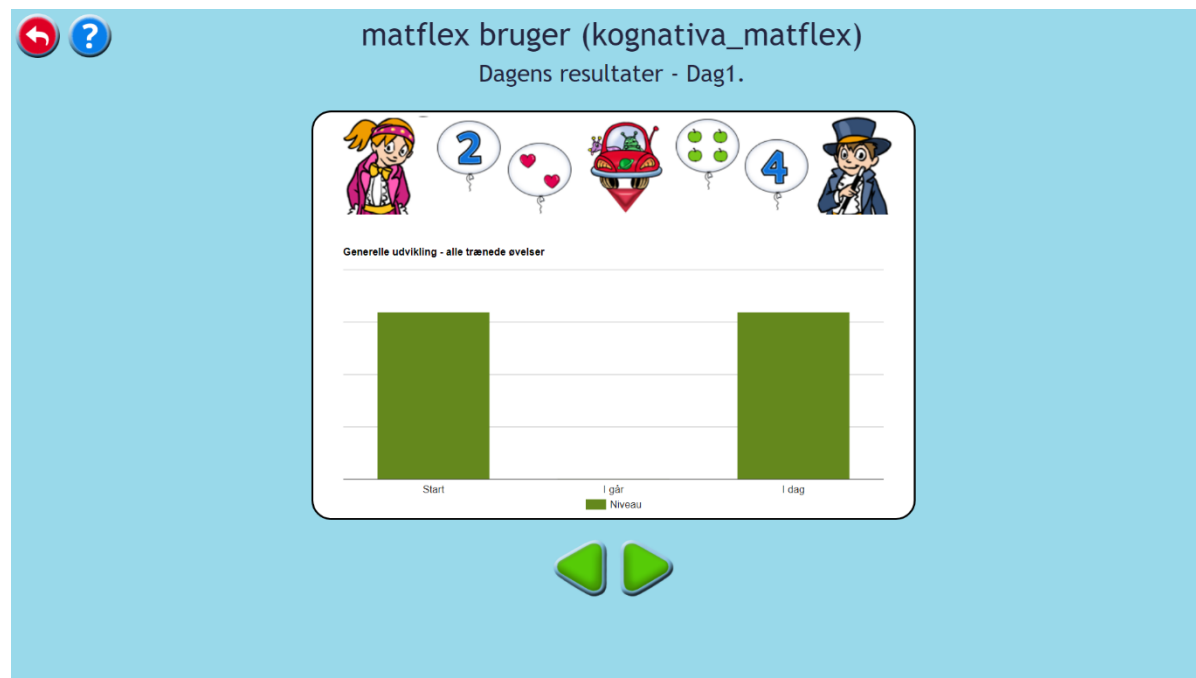 ?
matflex bruger (kognativa_matflex)
Dagens resultater - Dag1.
2
4
Generelle udvikling - alle trænede øvelser
Start
I går
I dag
Niveau